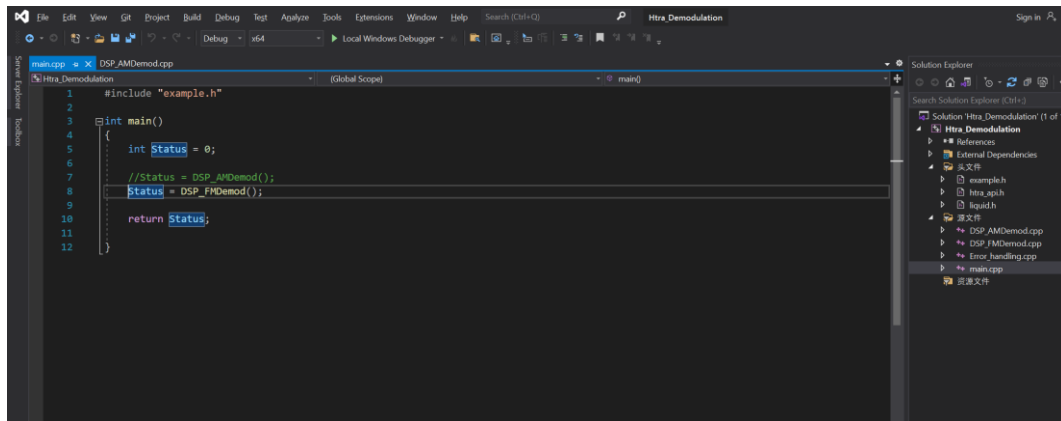 File Edit View Git Project Build Debug Test Analyze Tools Extensions Window Help Search (Ctrl+Q) Htra_Demodulation Sign in
Debug x64 Local Windows Debugger
Server Explorer
Toolbox
main.cpp DSP_AMDemod.cpp
Htra_Demodulation (Global Scope) main()
1 #include "example.h"
2
3 int main()
4 {
5 int Status = 0;
6
7 //Status = DSP_AMDemod();
8 Status = DSP_FMDemod();
9
10 return Status;
11
12 }
Solution Explorer
Search Solution Explorer (Ctrl+;)
Solution 'Htra_Demodulation' (1 of
Htra_Demodulation
References
External Dependencies
头文件
example.h
htra_api.h
liquid.h
源文件
DSP_AMDemod.cpp
DSP_FMDemod.cpp
Error_handling.cpp
main.cpp
资源文件